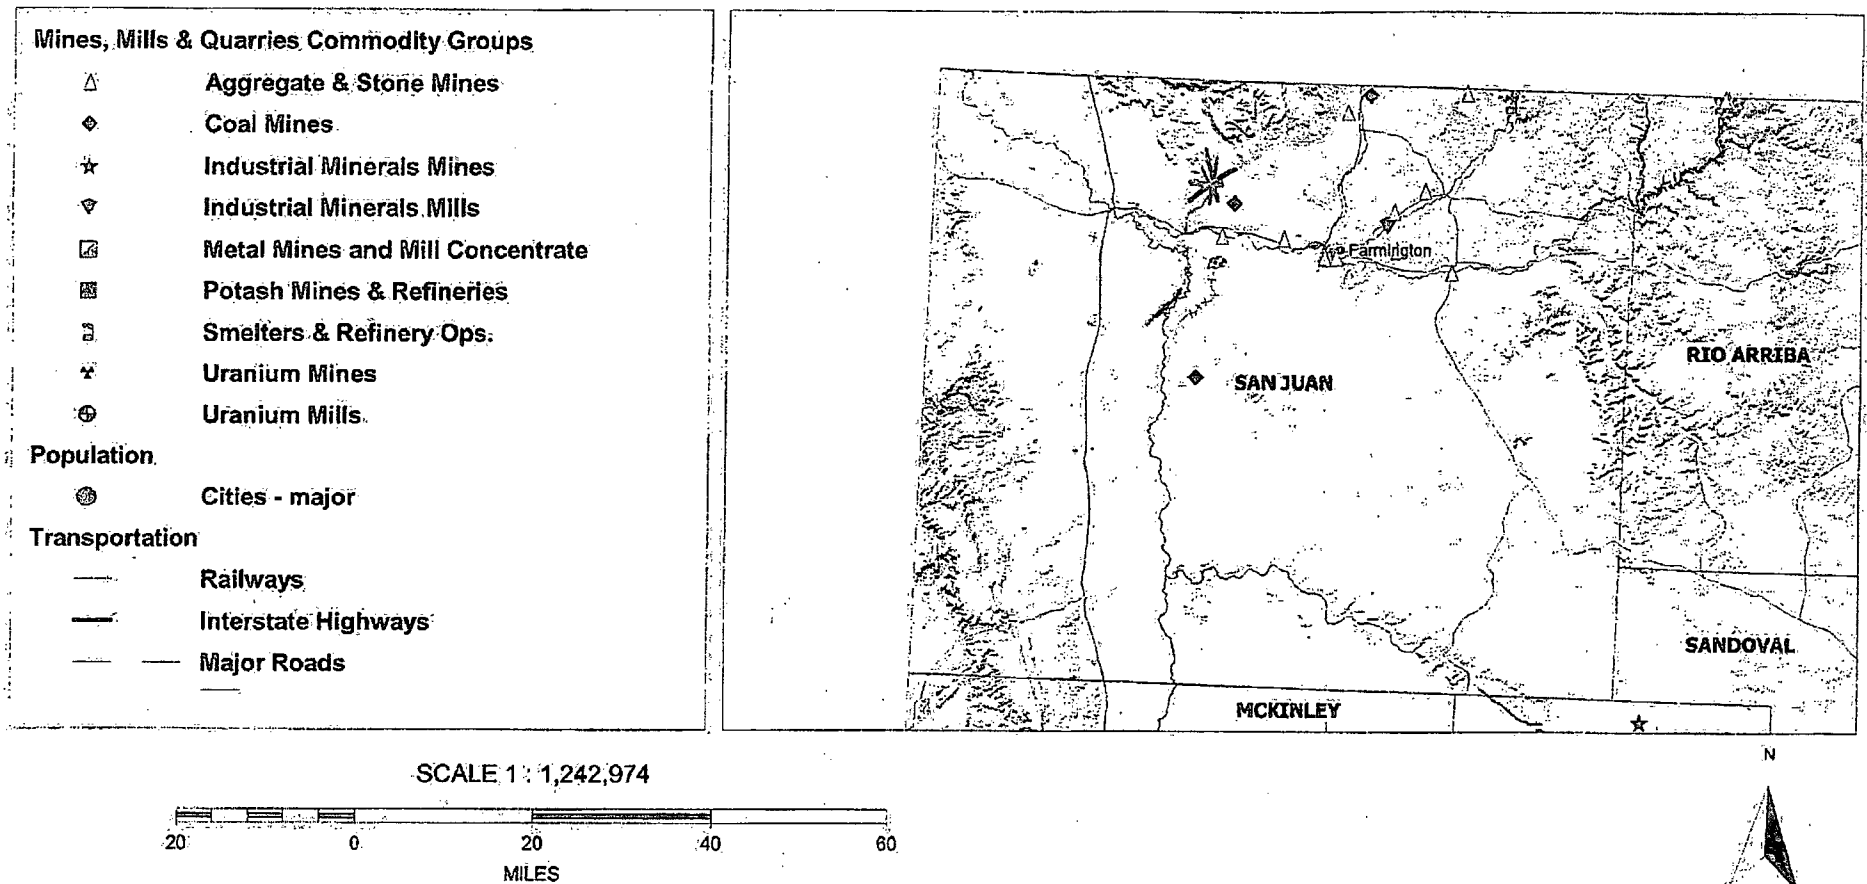 Mines, Mills & Quarries Commodity Groups
Aggregate & Stone Mines
Coal Mines
Industrial Minerals Mines
Industrial Minerals Mills
Metal Mines and Mill Concentrate
Potash Mines & Refineries
Smelters & Refinery Ops.
Uranium Mines
Uranium Mills
Population
Cities - major
Transportation
Railways
Interstate Highways
Major Roads
Farmington
RIO ARRIBA
SAN JUAN
SANDOVAL
MCKINLEY
SCALE 1 : 1,242,974
20 0 20 40 60
MILES
N